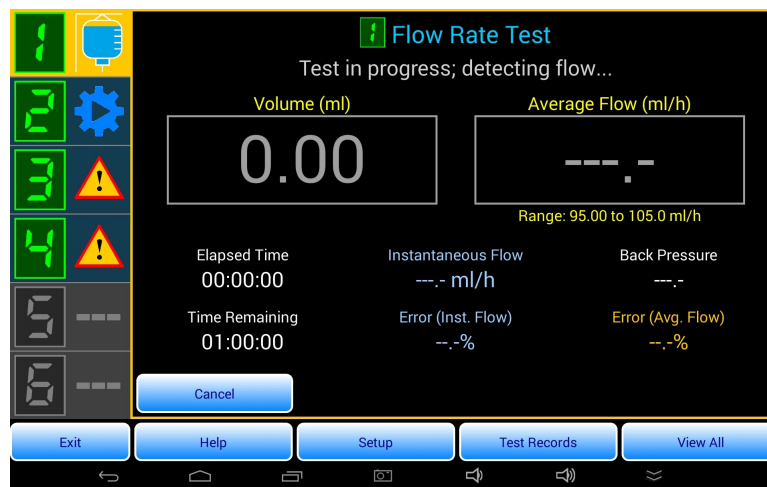 1
1 Flow Rate Test
Test in progress; detecting flow...
2
Volume (ml)
Average Flow (ml/h)
0.00
---.-
3
Range: 95.00 to 105.0 ml/h
4
Elapsed Time
Instantaneous Flow
Back Pressure
00:00:00
---.- ml/h
---.-
5 ---
Time Remaining
Error (Inst. Flow)
Error (Avg. Flow)
01:00:00
--.-%
--.-%
6 ---
Cancel
Exit
Help
Setup
Test Records
View All